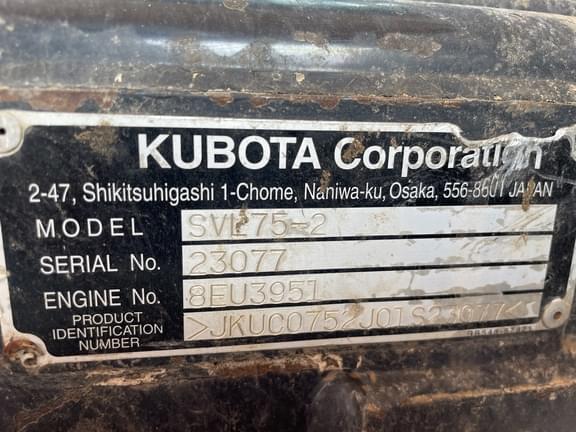 KUBOTA Corporation
2-47, Shikitsuhigashi 1-Chome, Naniwa-ku, Osaka, 556-8601 JAPAN
MODEL SVL75-2
SERIAL No. 23077
ENGINE No. 8EU3951
PRODUCT IDENTIFICATION NUMBER >JKUC0752J01S23077<